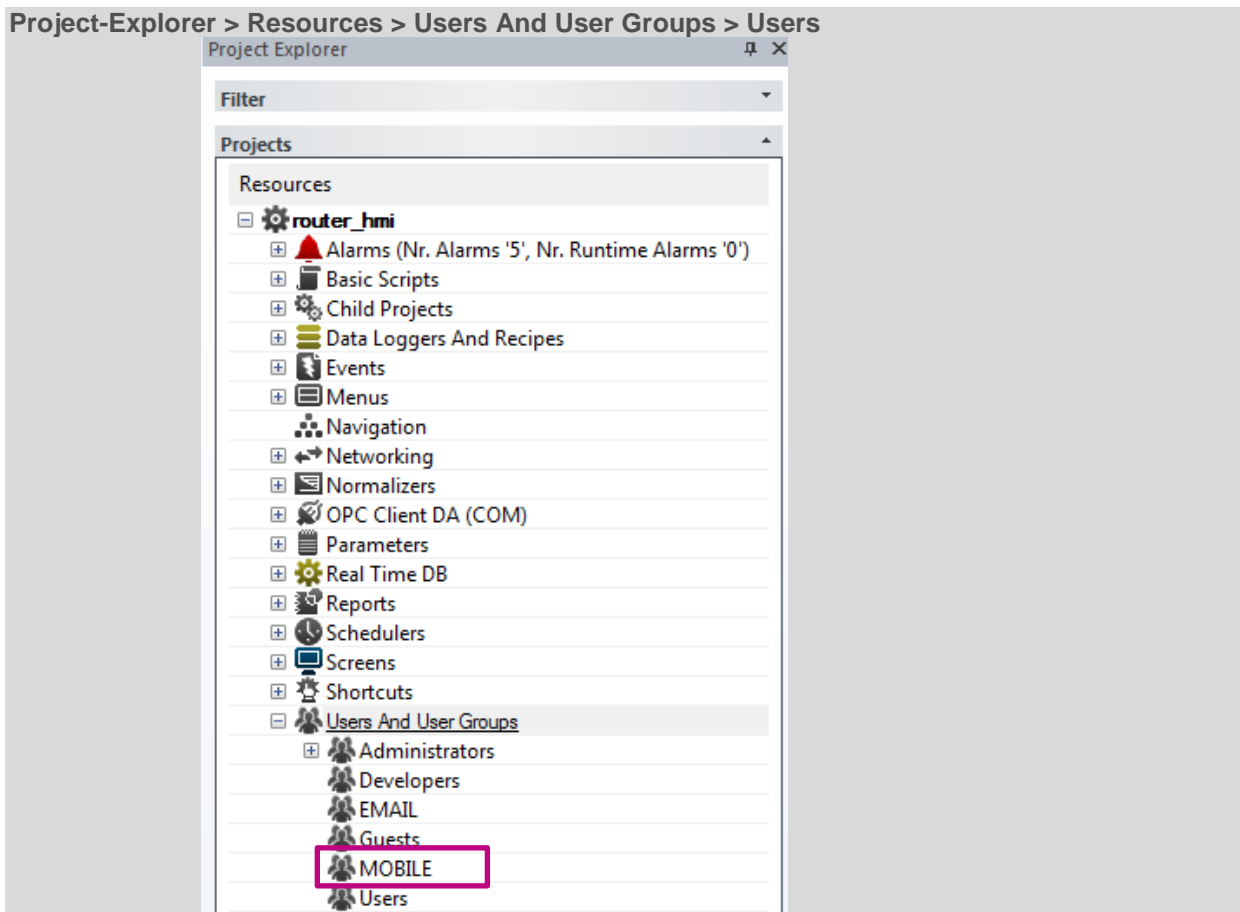 Project-Explorer > Resources > Users And User Groups > Users
Project Explorer
Filter
Projects
Resources
router_hmi
Alarms (Nr. Alarms '5', Nr. Runtime Alarms '0')
Basic Scripts
Child Projects
Data Loggers And Recipes
Events
Menus
Navigation
Networking
Normalizers
OPC Client DA (COM)
Parameters
Real Time DB
Reports
Schedulers
Screens
Shortcuts
Users And User Groups
Administrators
Developers
EMAIL
Guests
MOBILE
Users